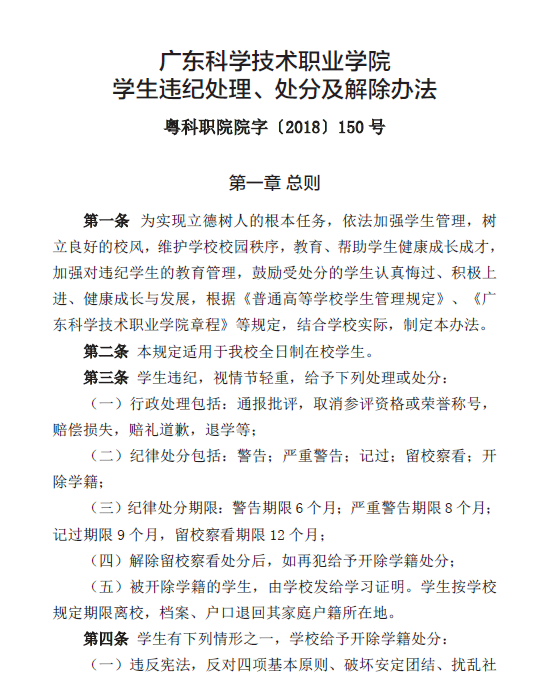 广东科学技术职业学院
学生违纪处理、处分及解除办法
粤科职院院字〔2018〕150 号
第一章 总则
第一条 为实现立德树人的根本任务，依法加强学生管理，树
立良好的校风，维护学校校园秩序，教育、帮助学生健康成长成才，
加强对违纪学生的教育管理，鼓励受处分的学生认真悔过、积极上
进、健康成长与发展，根据《普通高等学校学生管理规定》、《广
东科学技术职业学院章程》等规定，结合学校实际，制定本办法。
第二条 本规定适用于我校全日制在校学生。
第三条 学生违纪，视情节轻重，给予下列处理或处分：
（一）行政处理包括：通报批评，取消参评资格或荣誉称号，
赔偿损失，赔礼道歉，退学等；
（二）纪律处分包括：警告；严重警告；记过；留校察看；开
除学籍；
（三）纪律处分期限：警告期限 6 个月；严重警告期限 8 个月；
记过期限 9 个月，留校察看期限 12 个月；
（四）解除留校察看处分后，如再犯给予开除学籍处分；
（五）被开除学籍的学生，由学校发给学习证明。学生按学校
规定期限离校，档案、户口退回其家庭户籍所在地。
第四条 学生有下列情形之一，学校给予开除学籍处分：
（一）违反宪法，反对四项基本原则、破坏安定团结、扰乱社